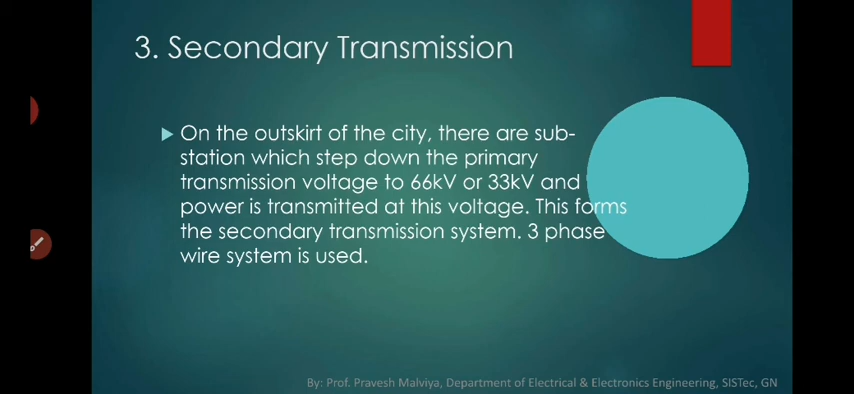 3. Secondary Transmission
On the outskirt of the city, there are sub-
station which step down the primary
transmission voltage to 66kV or 33kV and
power is transmitted at this voltage. This forms
the secondary transmission system. 3 phase
wire system is used.
By: Prof. Pravesh Malviya, Department of Electrical & Electronics Engineering, SISTec, GN